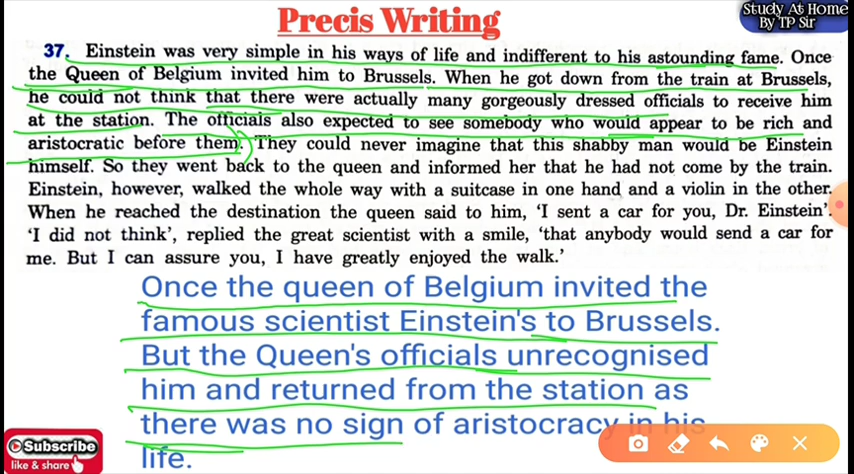 Precis Writing
Study At Home
By TP Sir
37. Einstein was very simple in his ways of life and indifferent to his astounding fame. Once
the Queen of Belgium invited him to Brussels. When he got down from the train at Brussels,
he could not think that there were actually many gorgeously dressed officials to receive him
at the station. The officials also expected to see somebody who would appear to be rich and
aristocratic before them. They could never imagine that this shabby man would be Einstein
himself. So they went back to the queen and informed her that he had not come by the train.
Einstein, however, walked the whole way with a suitcase in one hand and a violin in the other.
When he reached the destination the queen said to him, ‘I sent a car for you, Dr. Einstein’.
‘I did not think’, replied the great scientist with a smile, ‘that anybody would send a car for
me. But I can assure you, I have greatly enjoyed the walk.’
Once the queen of Belgium invited the
famous scientist Einstein's to Brussels.
But the Queen's officials unrecognised
him and returned from the station as
there was no sign of aristocracy in his
life.
Subscribe
like & share